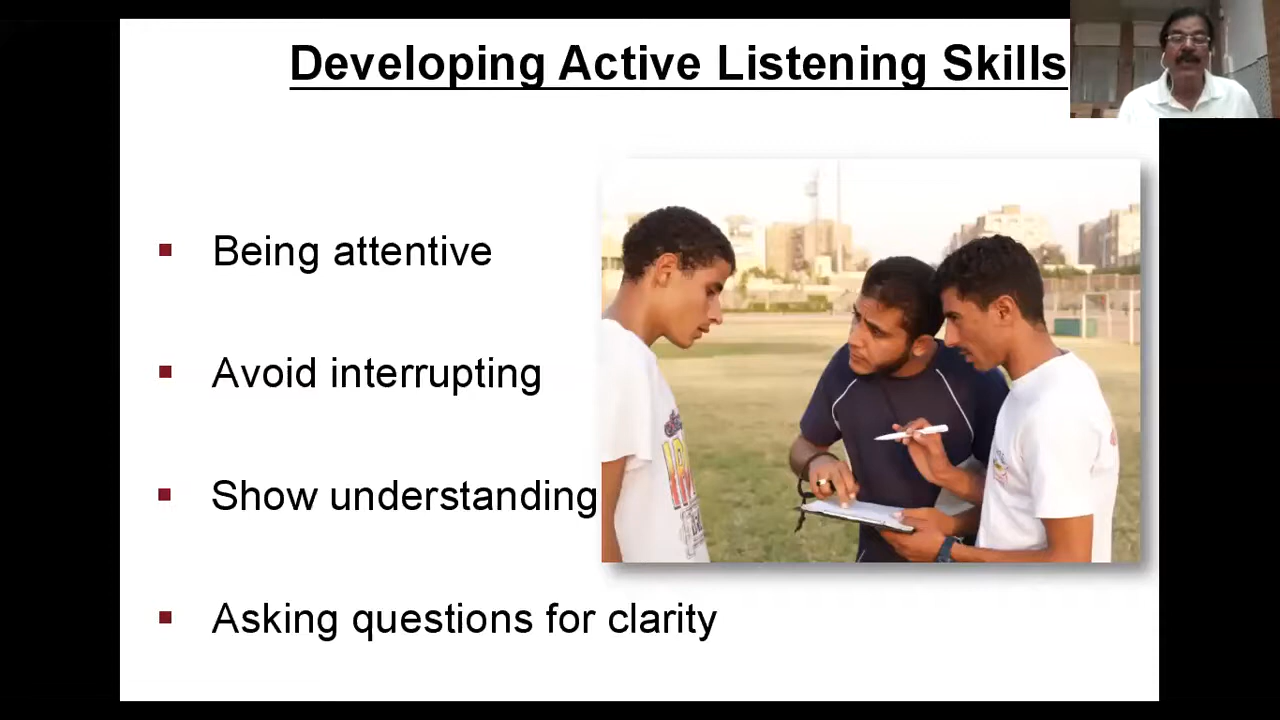 Developing Active Listening Skills
Being attentive
Avoid interrupting
Show understanding
Asking questions for clarity